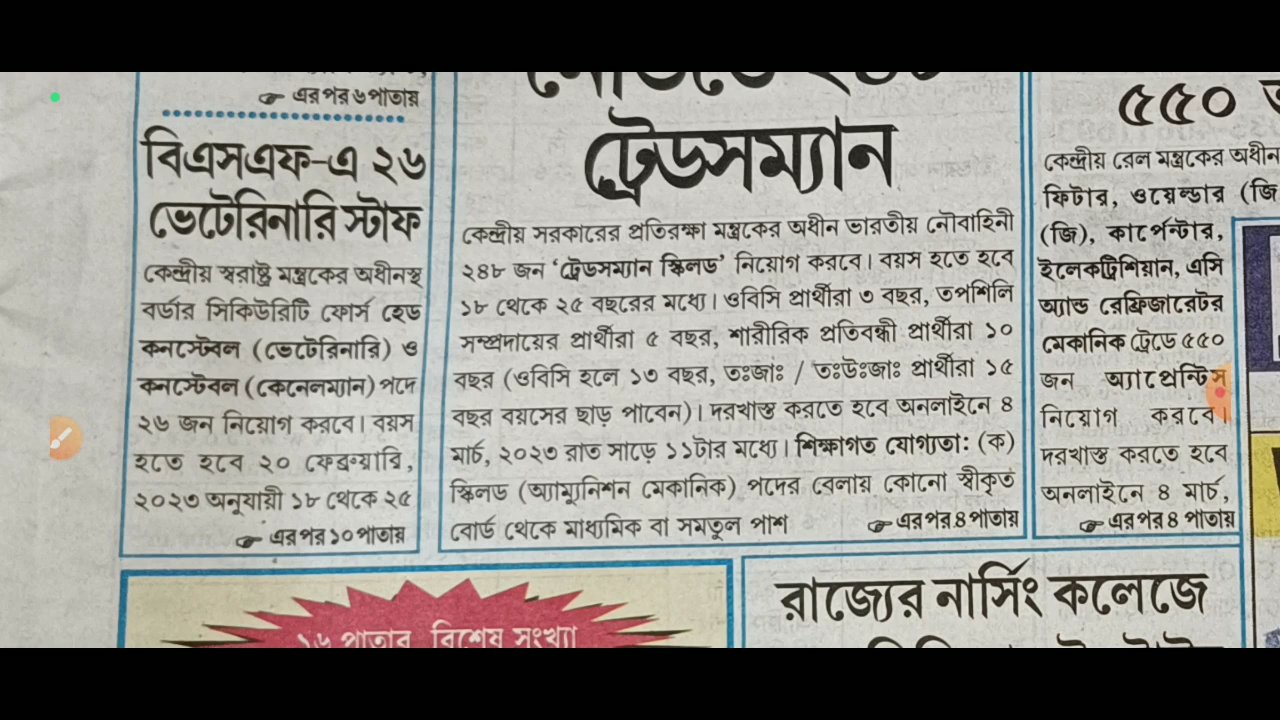 এরপর ৬ পাতায়
বিএসএফ-এ ২৬
ভেটেরিনারি স্টাফ
কেন্দ্রীয় স্বরাষ্ট্র মন্ত্রকের অধীনস্থ
বর্ডার সিকিউরিটি ফোর্স হেড
কনস্টেবল (ভেটেরিনারি) ও
কনস্টেবল (কেনেলম্যান) পদে
২৬ জন নিয়োগ করবে। বয়স
হতে হবে ২০ ফেব্রুয়ারি,
২০২৩ অনুযায়ী ১৮ থেকে ২৫
এরপর ১০ পাতায়
ট্রেডসম্যান
কেন্দ্রীয় সরকারের প্রতিরক্ষা মন্ত্রকের অধীন ভারতীয় নৌবাহিনী
২৪৮ জন ‘ট্রেডসম্যান স্কিলড’ নিয়োগ করবে। বয়স হতে হবে
১৮ থেকে ২৫ বছরের মধ্যে। ওবিসি প্রার্থীরা ৩ বছর, তপশিলি
সম্প্রদায়ের প্রার্থীরা ৫ বছর, শারীরিক প্রতিবন্ধী প্রার্থীরা ১০
বছর (ওবিসি হলে ১৩ বছর, তঃজাঃ / তঃউঃজাঃ প্রার্থীরা ১৫
বছর বয়সের ছাড় পাবেন)। দরখাস্ত করতে হবে অনলাইনে ৪
মার্চ, ২০২৩ রাত সাড়ে ১১টার মধ্যে। শিক্ষাগত যোগ্যতা: (ক)
স্কিলড (অ্যাম্যুনিশন মেকানিক) পদের বেলায় কোনো স্বীকৃত
বোর্ড থেকে মাধ্যমিক বা সমতুল পাশ
এরপর ৪ পাতায়
৫৫০
কেন্দ্রীয় রেল মন্ত্রকের অধীন
ফিটার, ওয়েল্ডার (জি
(জি), কার্পেন্টার,
ইলেকট্রিশিয়ান, এসি
অ্যান্ড রেফ্রিজারেটর
মেকানিক ট্রেডে ৫৫০
জন অ্যাপ্রেন্টিস
নিয়োগ করবে।
দরখাস্ত করতে হবে
অনলাইনে ৪ মার্চ,
এরপর ৪ পাতায়
১৬ পাতার বিশেষ সংখ্যা
রাজ্যের নার্সিং কলেজে